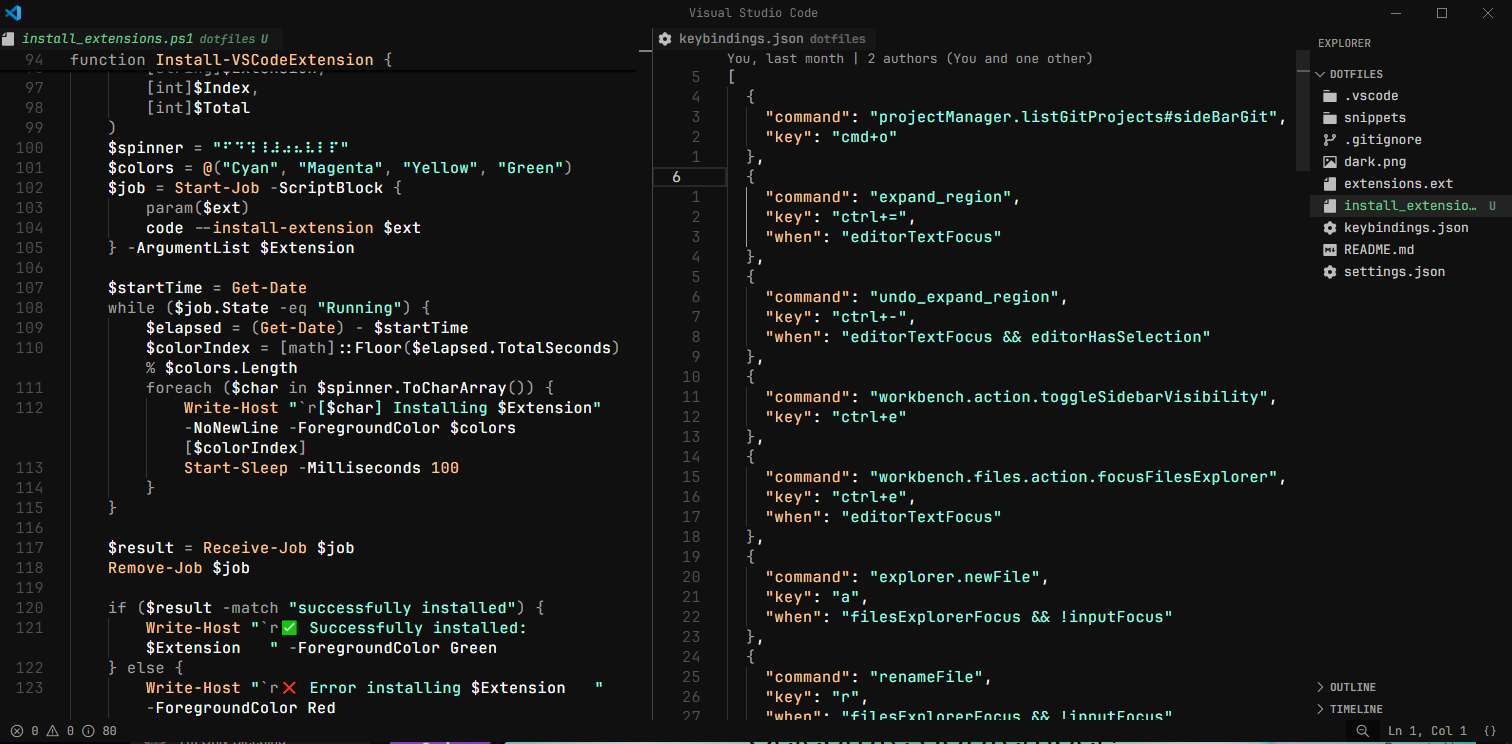 Visual Studio Code
install_extensions.ps1 dotfiles U
94 function Install-VSCodeExtension {
97 [int]$Index,
98 [int]$Total
99 )
100 $spinner = "⠋⠙⠹⠸⠼⠴⠦⠧⠇⠏"
101 $colors = @("Cyan", "Magenta", "Yellow", "Green")
102 $job = Start-Job -ScriptBlock {
103 param($ext)
104 code --install-extension $ext
105 } -ArgumentList $Extension
106
107 $startTime = Get-Date
108 while ($job.State -eq "Running") {
109 $elapsed = (Get-Date) - $startTime
110 $colorIndex = [math]::Floor($elapsed.TotalSeconds)
% $colors.Length
111 foreach ($char in $spinner.ToCharArray()) {
112 Write-Host "`r[$char] Installing $Extension"
-NoNewline -ForegroundColor $colors
[$colorIndex]
113 Start-Sleep -Milliseconds 100
114 }
115 }
116
117 $result = Receive-Job $job
118 Remove-Job $job
119
120 if ($result -match "successfully installed") {
121 Write-Host "`r✅ Successfully installed:
$Extension   " -ForegroundColor Green
122 } else {
123 Write-Host "`r❌ Error installing $Extension   "
-ForegroundColor Red
keybindings.json dotfiles
You, last month | 2 authors (You and one other)
5 [
4 {
3 "command": "projectManager.listGitProjects#sideBarGit",
2 "key": "cmd+o"
1 },
6 {
1 "command": "expand_region",
2 "key": "ctrl+=",
3 "when": "editorTextFocus"
4 },
5 {
6 "command": "undo_expand_region",
7 "key": "ctrl+-",
8 "when": "editorTextFocus && editorHasSelection"
9 },
10 {
11 "command": "workbench.action.toggleSidebarVisibility",
12 "key": "ctrl+e"
13 },
14 {
15 "command": "workbench.files.action.focusFilesExplorer",
16 "key": "ctrl+e",
17 "when": "editorTextFocus"
18 },
19 {
20 "command": "explorer.newFile",
21 "key": "a",
22 "when": "filesExplorerFocus && !inputFocus"
23 },
24 {
25 "command": "renameFile",
26 "key": "r",
27 "when": "filesExplorerFocus && !inputFocus"
EXPLORER
DOTFILES
.vscode
snippets
.gitignore
dark.png
extensions.ext
install_extensio... U
keybindings.json
README.md
settings.json
OUTLINE
TIMELINE
0 0 80
Ln 1, Col 1 {}